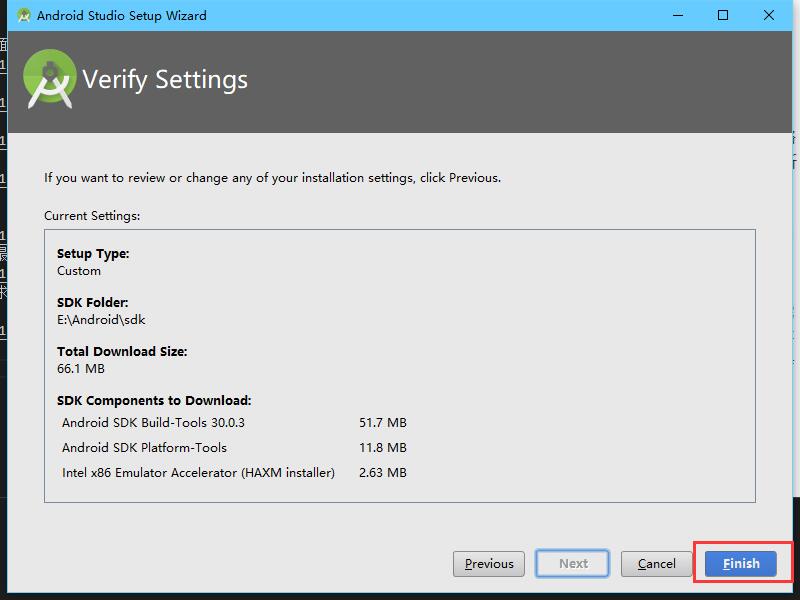 Android Studio Setup Wizard
Verify Settings
If you want to review or change any of your installation settings, click Previous.
Current Settings:
Setup Type:
Custom
SDK Folder:
E:\Android\sdk
Total Download Size:
66.1 MB
SDK Components to Download:
Android SDK Build-Tools 30.0.3 51.7 MB
Android SDK Platform-Tools 11.8 MB
Intel x86 Emulator Accelerator (HAXM installer) 2.63 MB
Previous Next Cancel Finish